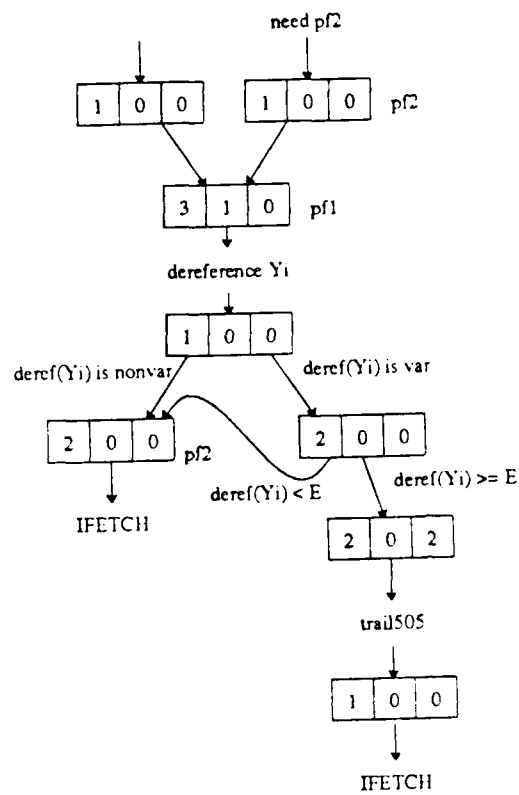 need pf2
1 0 0
1 0 0 pf2
3 1 0 pf1
dereference Yi
1 0 0
deref(Yi) is nonvar
deref(Yi) is var
2 0 0 pf2
2 0 0
deref(Yi) < E
deref(Yi) >= E
IFETCH
2 0 2
trail505
1 0 0
IFETCH